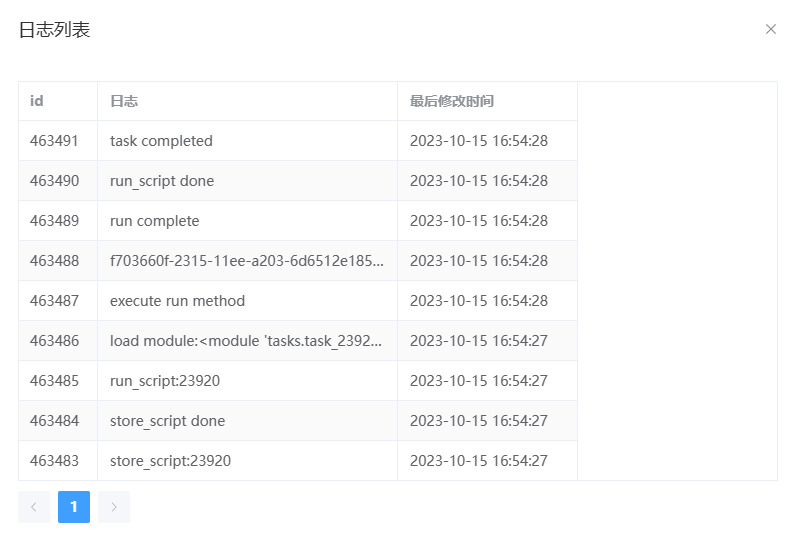 日志列表
id 日志 最后修改时间
463491 task completed 2023-10-15 16:54:28
463490 run_script done 2023-10-15 16:54:28
463489 run complete 2023-10-15 16:54:28
463488 f703660f-2315-11ee-a203-6d6512e185... 2023-10-15 16:54:28
463487 execute run method 2023-10-15 16:54:28
463486 load module:<module 'tasks.task_2392... 2023-10-15 16:54:27
463485 run_script:23920 2023-10-15 16:54:27
463484 store_script done 2023-10-15 16:54:27
463483 store_script:23920 2023-10-15 16:54:27
1